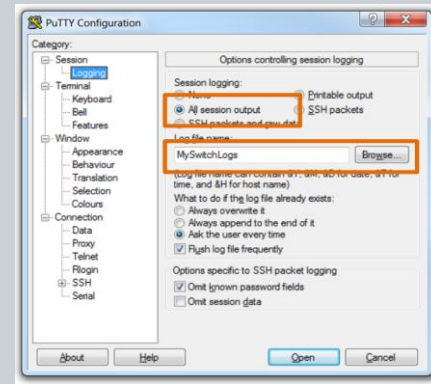 PuTTY Configuration
Category:
Session
Logging
Terminal
Keyboard
Bell
Features
Window
Appearance
Behaviour
Translation
Selection
Colours
Connection
Data
Proxy
Telnet
Rlogin
SSH
Serial
Options controlling session logging
Session logging:
None Printable output
All session output SSH packets
SSH packets and raw data
Log file name:
MySwitchLogs Browse...
(Log file name can contain &Y, &M, &D for date, &T for
time, and &H for host name)
What to do if the log file already exists:
Always overwrite it
Always append to the end of it
Ask the user every time
Flush log file frequently
Options specific to SSH packet logging
Omit known password fields
Omit session data
About Help Open Cancel